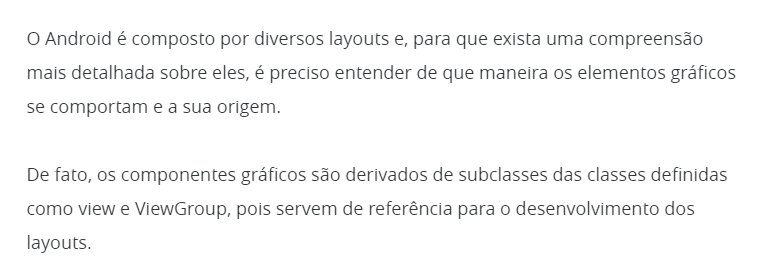 O Android é composto por diversos layouts e, para que exista uma compreensão
mais detalhada sobre eles, é preciso entender de que maneira os elementos gráficos
se comportam e a sua origem.
De fato, os componentes gráficos são derivados de subclasses das classes definidas
como view e ViewGroup, pois servem de referência para o desenvolvimento dos
layouts.